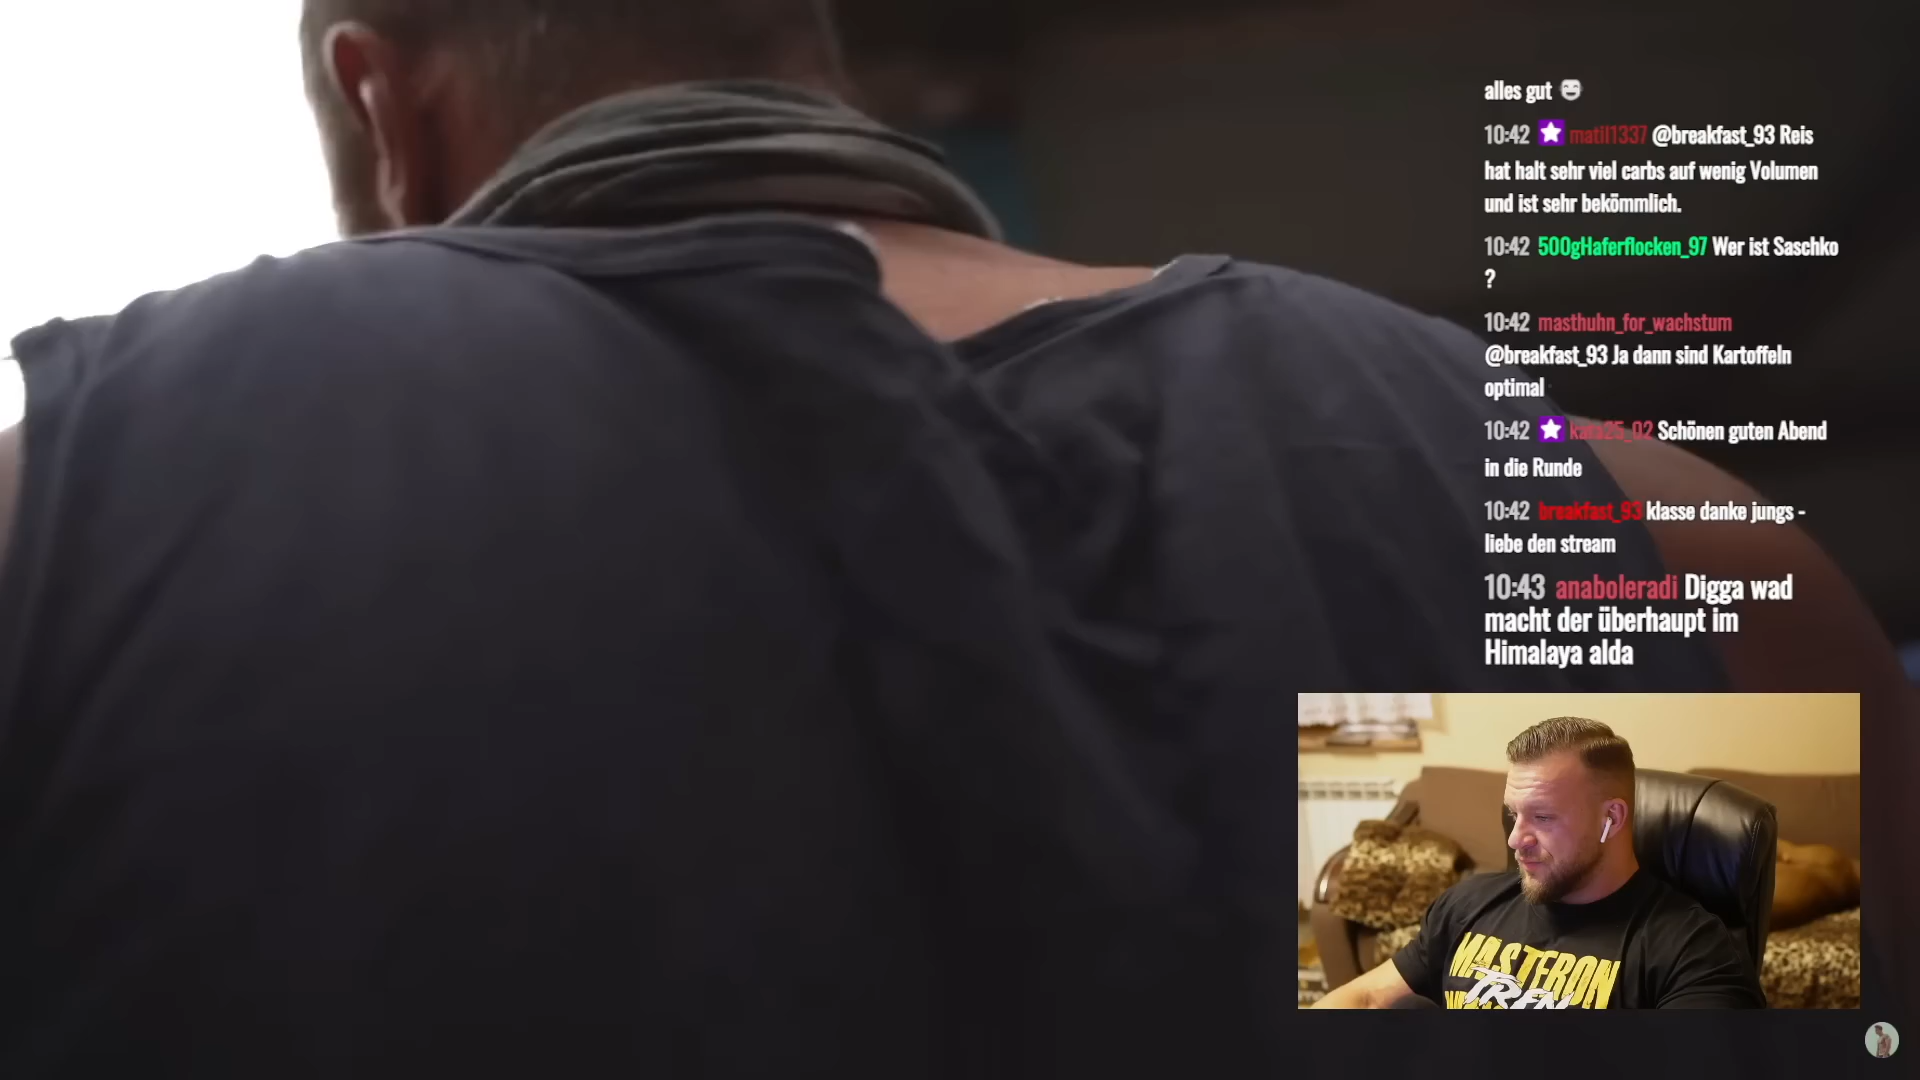 alles gut
10:42 matil1337 @breakfast_93 Reis
hat halt sehr viel carbs auf wenig Volumen
und ist sehr bekömmlich.
10:42 500gHaferflocken_97 Wer ist Saschko
?
10:42 masthuhn_for_wachstum
@breakfast_93 Ja dann sind Kartoffeln
optimal
10:42 kata25_02 Schönen guten Abend
in die Runde
10:42 breakfast_93 klasse danke jungs -
liebe den stream
10:43 anaboleradi Digga wad
macht der überhaupt im
Himalaya alda
MASTERON
TREN